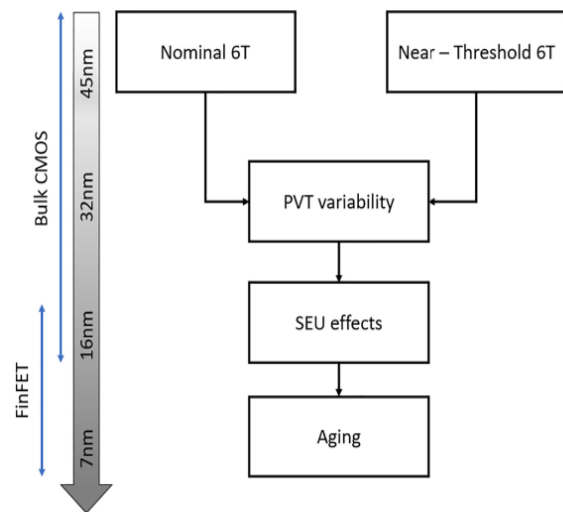 Nominal 6T
Near – Threshold 6T
PVT variability
SEU effects
Aging
Bulk CMOS
FinFET
45nm
32nm
16nm
7nm